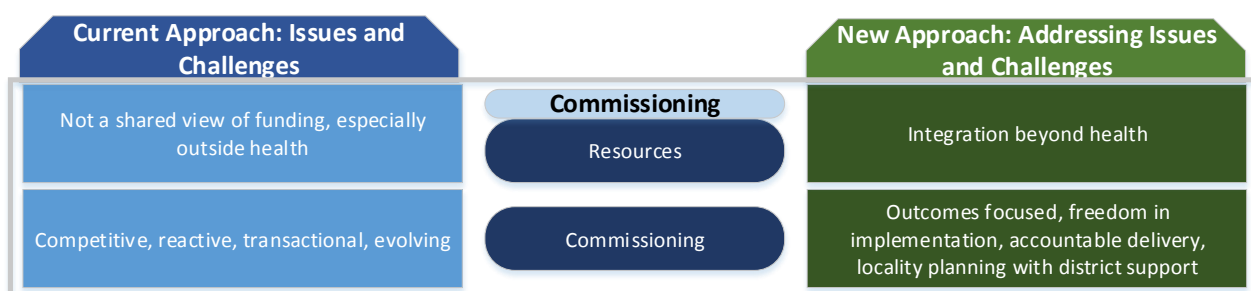 Current Approach: Issues and
Challenges
New Approach: Addressing Issues
and Challenges
Commissioning
Not a shared view of funding, especially
outside health
Resources
Integration beyond health
Competitive, reactive, transactional, evolving
Commissioning
Outcomes focused, freedom in
implementation, accountable delivery,
locality planning with district support